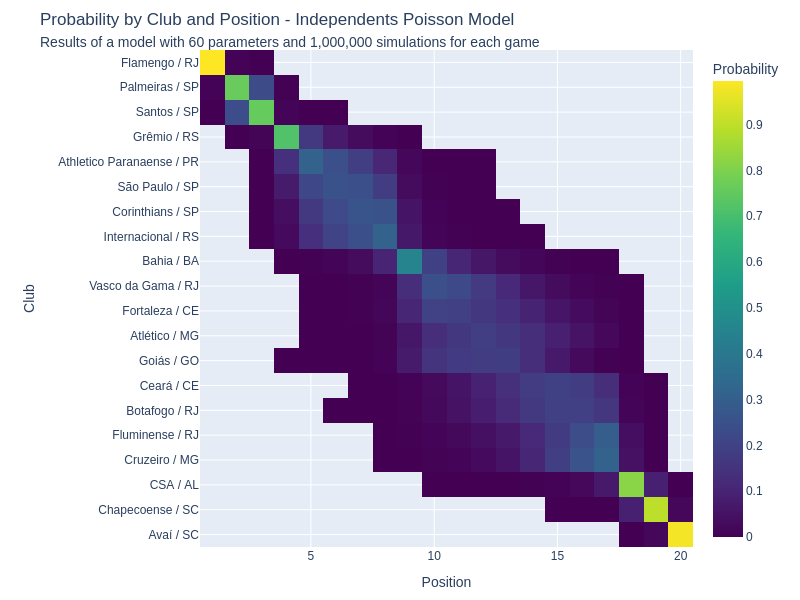 Probability by Club and Position - Independents Poisson Model
Results of a model with 60 parameters and 1,000,000 simulations for each game
Probability
Club
Flamengo / RJ
Palmeiras / SP
Santos / SP
Grêmio / RS
Athletico Paranaense / PR
São Paulo / SP
Corinthians / SP
Internacional / RS
Bahia / BA
Vasco da Gama / RJ
Fortaleza / CE
Atlético / MG
Goiás / GO
Ceará / CE
Botafogo / RJ
Fluminense / RJ
Cruzeiro / MG
CSA / AL
Chapecoense / SC
Avaí / SC
0.9
0.8
0.7
0.6
0.5
0.4
0.3
0.2
0.1
0
5 10 15 20
Position